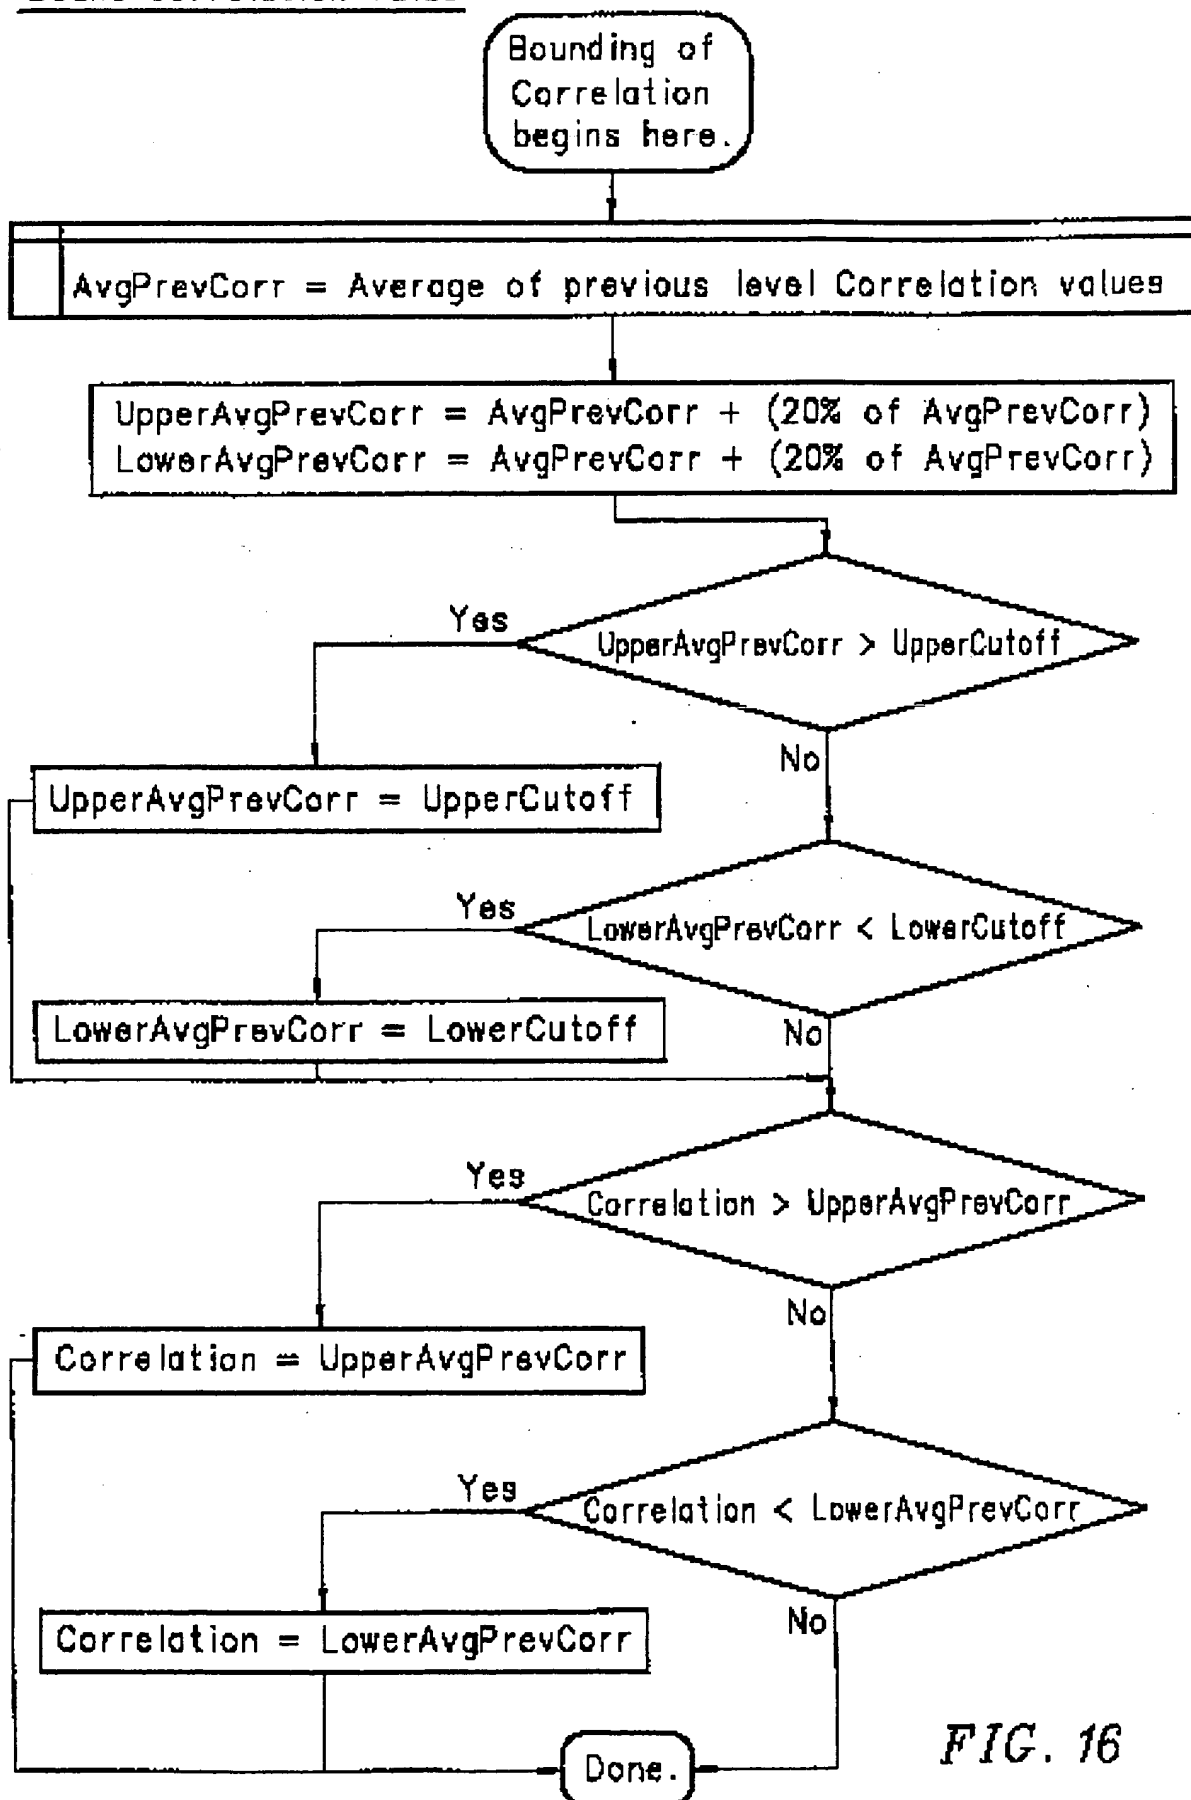 Bounding of
Correlation
begins here.
AvgPrevCorr = Average of previous level Correlation values
UpperAvgPrevCorr = AvgPrevCorr + (20% of AvgPrevCorr)
LowerAvgPrevCorr = AvgPrevCorr + (20% of AvgPrevCorr)
Yes
UpperAvgPrevCorr > UpperCutoff
No
UpperAvgPrevCorr = UpperCutoff
Yes
LowerAvgPrevCorr < LowerCutoff
LowerAvgPrevCorr = LowerCutoff
No
Yes
Correlation > UpperAvgPrevCorr
No
Correlation = UpperAvgPrevCorr
Yes
Correlation < LowerAvgPrevCorr
No
Correlation = LowerAvgPrevCorr
FIG. 16
Done.